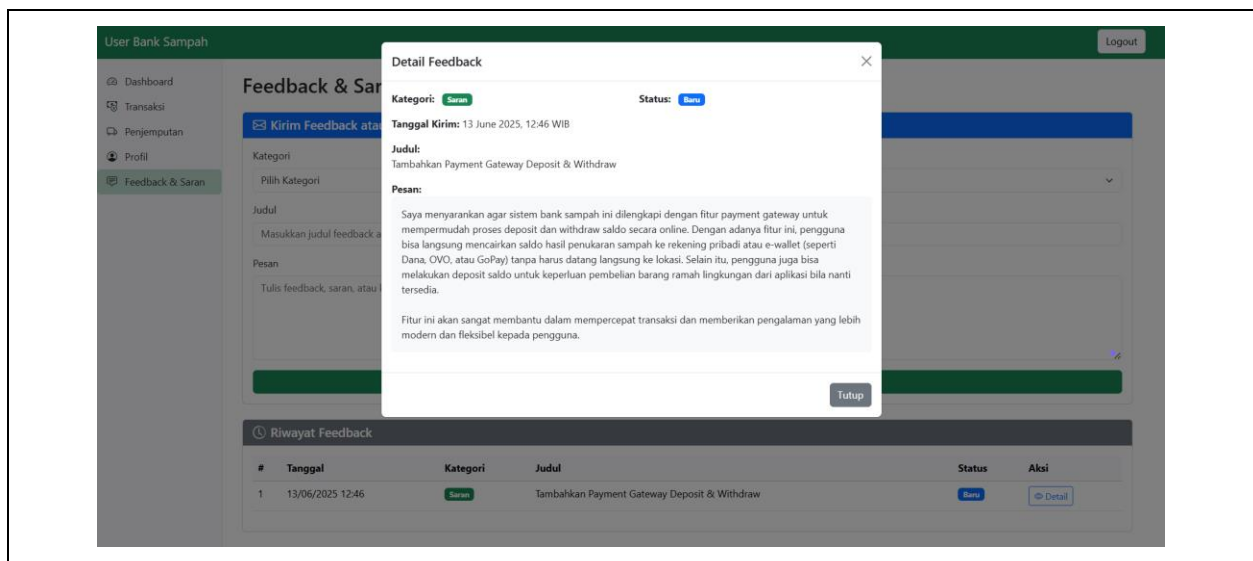 User Bank Sampah
Logout
Dashboard
Transaksi
Penjemputan
Profil
Feedback & Saran
Feedback & Sar
Kirim Feedback atau
Kategori
Pilih Kategori
Judul
Masukkan judul feedback a
Pesan
Tulis feedback, saran, atau
Detail Feedback
Kategori: Saran
Status: Baru
Tanggal Kirim: 13 June 2025, 12:46 WIB
Judul:
Tambahkan Payment Gateway Deposit & Withdraw
Pesan:
Saya menyarankan agar sistem bank sampah ini dilengkapi dengan fitur payment gateway untuk
mempermudah proses deposit dan withdraw saldo secara online. Dengan adanya fitur ini, pengguna
bisa langsung mencairkan saldo hasil penukaran sampah ke rekening pribadi atau e-wallet (seperti
Dana, OVO, atau GoPay) tanpa harus datang langsung ke lokasi. Selain itu, pengguna juga bisa
melakukan deposit saldo untuk keperluan pembelian barang ramah lingkungan dari aplikasi bila nanti
tersedia.
Fitur ini akan sangat membantu dalam mempercepat transaksi dan memberikan pengalaman yang lebih
modern dan fleksibel kepada pengguna.
Tutup
Riwayat Feedback
# Tanggal Kategori Judul Status Aksi
1 13/06/2025 12:46 Saran Tambahkan Payment Gateway Deposit & Withdraw Baru Detail